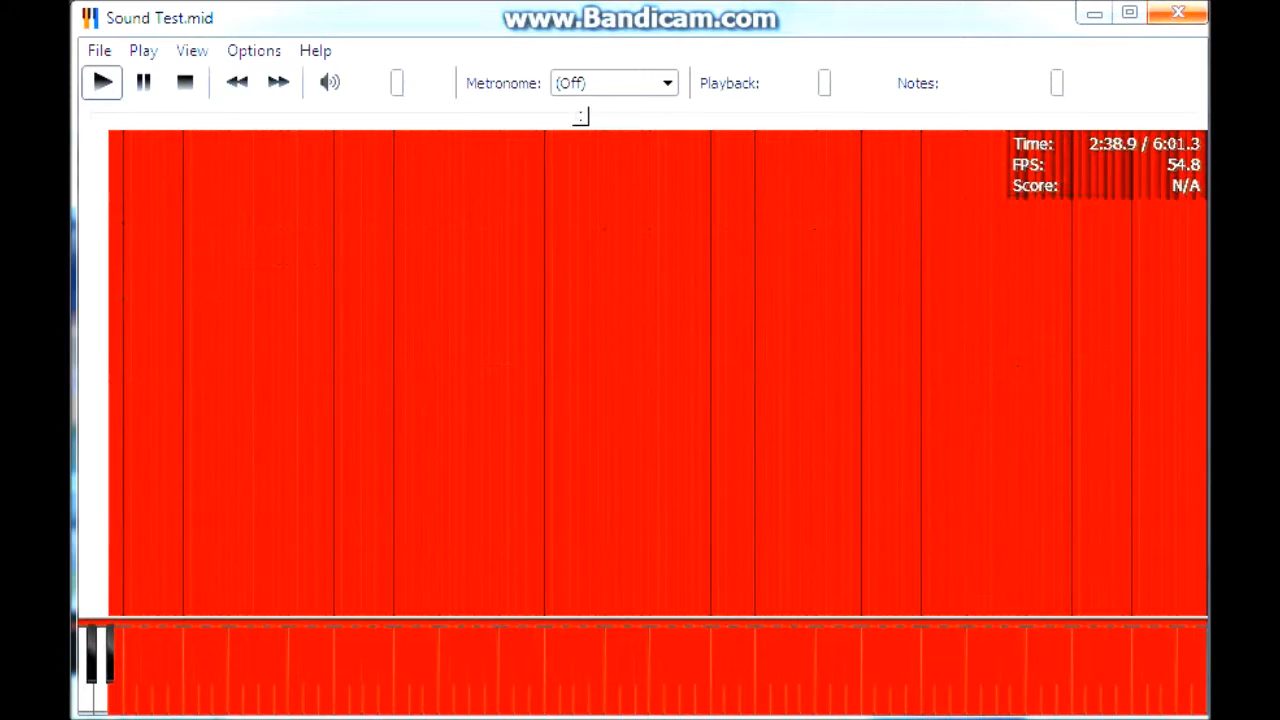 www.Bandicam.com
Sound Test.mid
File Play View Options Help
Metronome: (Off) Playback: Notes:
Time: 2:38.9 / 6:01.3
FPS: 54.8
Score: N/A